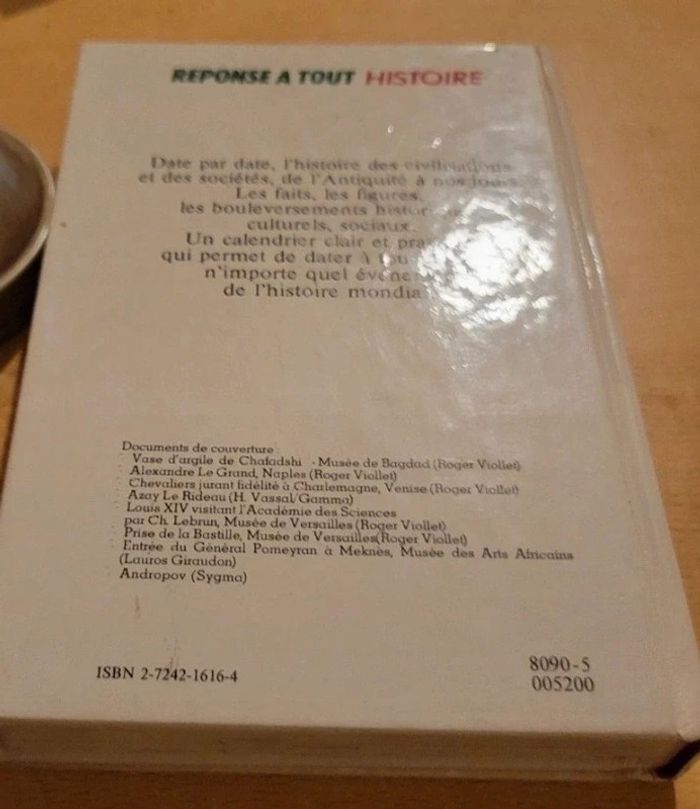 REPONSE A TOUT HISTOIRE
Date par date, l'histoire des civilisations
et des sociétés, de l'Antiquité à nos jours.
Les faits, les figures,
les bouleversements
culturels, sociaux.
Un calendrier clair et
qui permet de dater à
n'importe quel
de l'histoire
Documents de couverture
Vase d'argile de Chafadshi - Musée de Bagdad (Roger Viollet)
Alexandre Le Grand, Naples (Roger Viollet)
Chevaliers jurant fidélité à Charlemagne, Venise (Roger Viollet)
Azay Le Rideau (H. Vassal/Gamma)
Louis XIV visitant l'Académie des Sciences
par Ch. Lebrun, Musée de Versailles (Roger Viollet)
Prise de la Bastille, Musée de Versailles(Roger Viollet)
Entrée du Général Pomeyran à Meknès, Musée des Arts Africains
(Lauros Giraudon)
Andropov (Sygma)
ISBN 2-7242-1616-4
8090-5
005200